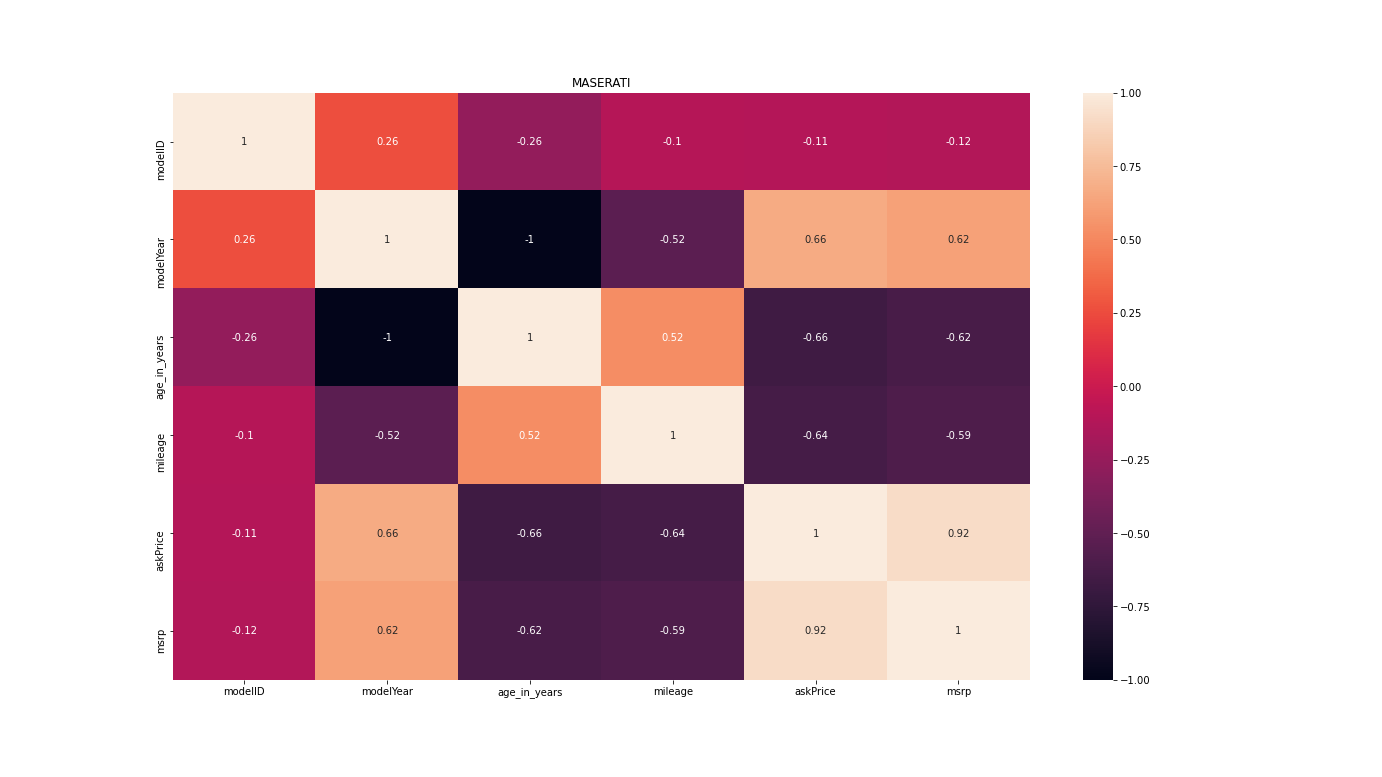 MASERATI
modelID 1 0.26 -0.26 -0.1 -0.11 -0.12
modelYear 0.26 1 -1 -0.52 0.66 0.62
age_in_years -0.26 -1 1 0.52 -0.66 -0.62
mileage -0.1 -0.52 0.52 1 -0.64 -0.59
askPrice -0.11 0.66 -0.66 -0.64 1 0.92
msrp -0.12 0.62 -0.62 -0.59 0.92 1
modelID modelYear age_in_years mileage askPrice msrp
1.00
0.75
0.50
0.25
0.00
−0.25
−0.50
−0.75
−1.00